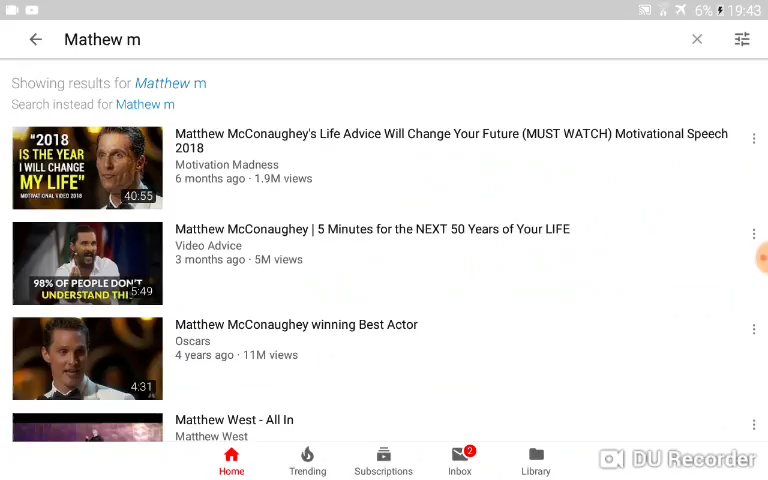 6% 19:43
Mathew m
Showing results for Matthew m
Search instead for Mathew m
"2018
IS THE YEAR
I WILL CHANGE
MY LIFE"
MOTIVATIONAL VIDEO 2018
40:55
Matthew McConaughey's Life Advice Will Change Your Future (MUST WATCH) Motivational Speech
2018
Motivation Madness
6 months ago · 1.9M views
98% OF PEOPLE DON'T
UNDERSTAND THI
5:49
Matthew McConaughey | 5 Minutes for the NEXT 50 Years of Your LIFE
Video Advice
3 months ago · 5M views
4:31
Matthew McConaughey winning Best Actor
Oscars
4 years ago · 11M views
Matthew West - All In
Matthew West
Home
Trending
Subscriptions
2
Inbox
Library
DU Recorder